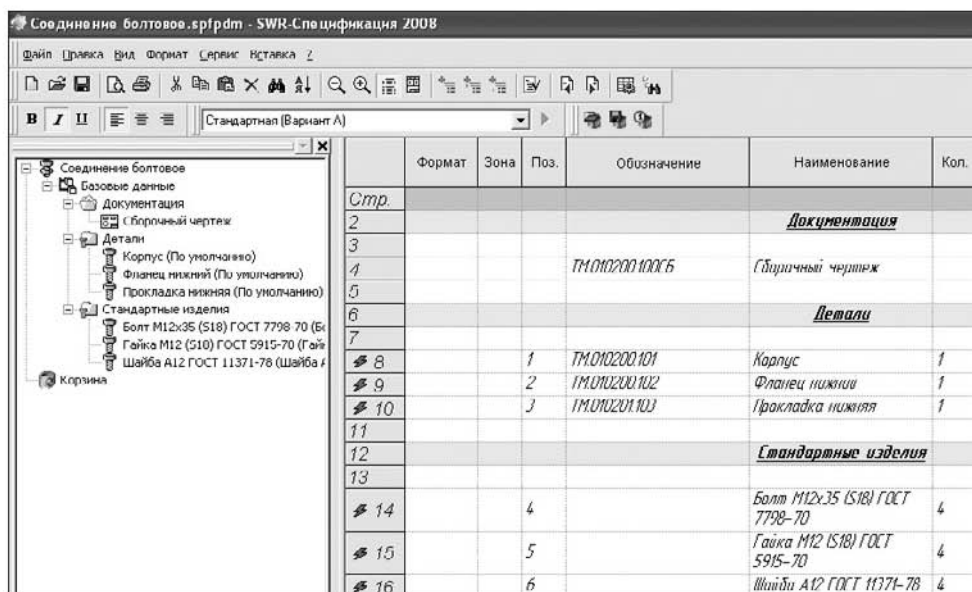 Соединение болтовое.spfpdm - SWR-Спецификация 2008
Файл Правка Вид Формат Сервис Вставка ?
B I U Стандартная (Вариант А)
Соединение болтовое
Базовые данные
Документация
Сборочный чертеж
Детали
Корпус (По умолчанию)
Фланец нижний (По умолчанию)
Прокладка нижняя (По умолчанию)
Стандартные изделия
Болт М12х35 (S18) ГОСТ 7798-70 (Бо
Гайка М12 (S18) ГОСТ 5915-70 (Гайк
Шайба А12 ГОСТ 11371-78 (Шайба А
Корзина
Формат Зона Поз. Обозначение Наименование Кол.
Стр.
2 Документация
3
4 ТМ.010200.100СБ Сборочный чертеж
5
6 Детали
7
8 1 ТМ.010200.101 Корпус 1
9 2 ТМ.010200.102 Фланец нижний 1
10 3 ТМ.010201.103 Прокладка нижняя 1
11
12 Стандартные изделия
13
14 4 Болт М12х35 (S18) ГОСТ 7798-70 4
15 5 Гайка М12 (S18) ГОСТ 5915-70 4
16 6 Шайба А12 ГОСТ 11371-78 4